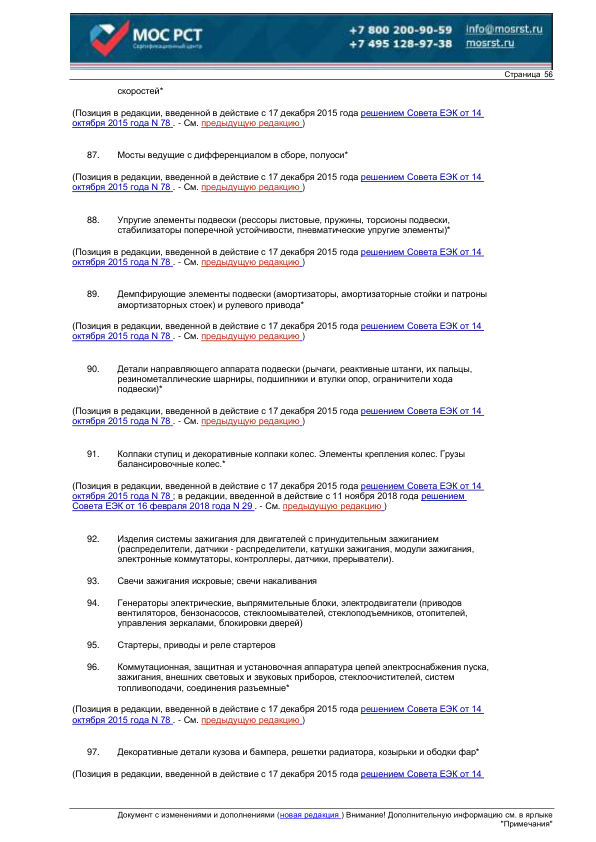 МОС РСТ
Сертификационный центр
+7 800 200-90-59 info@mosrst.ru
+7 495 128-97-38 mosrst.ru
Страница 56
скоростей*
(Позиция в редакции, введенной в действие с 17 декабря 2015 года решением Совета ЕЭК от 14
октября 2015 года N 78 . - См. предыдущую редакцию )
87. Мосты ведущие с дифференциалом в сборе, полуоси*
(Позиция в редакции, введенной в действие с 17 декабря 2015 года решением Совета ЕЭК от 14
октября 2015 года N 78 . - См. предыдущую редакцию )
88. Упругие элементы подвески (рессоры листовые, пружины, торсионы подвески,
стабилизаторы поперечной устойчивости, пневматические упругие элементы)*
(Позиция в редакции, введенной в действие с 17 декабря 2015 года решением Совета ЕЭК от 14
октября 2015 года N 78 . - См. предыдущую редакцию )
89. Демпфирующие элементы подвески (амортизаторы, амортизаторные стойки и патроны
амортизаторных стоек) и рулевого привода*
(Позиция в редакции, введенной в действие с 17 декабря 2015 года решением Совета ЕЭК от 14
октября 2015 года N 78 . - См. предыдущую редакцию )
90. Детали направляющего аппарата подвески (рычаги, реактивные штанги, их пальцы,
резинометаллические шарниры, подшипники и втулки опор, ограничители хода
подвески)*
(Позиция в редакции, введенной в действие с 17 декабря 2015 года решением Совета ЕЭК от 14
октября 2015 года N 78 . - См. предыдущую редакцию )
91. Колпаки ступиц и декоративные колпаки колес. Элементы крепления колес. Грузы
балансировочные колес.*
(Позиция в редакции, введенной в действие с 17 декабря 2015 года решением Совета ЕЭК от 14
октября 2015 года N 78 ; в редакции, введенной в действие с 11 ноября 2018 года решением
Совета ЕЭК от 16 февраля 2018 года N 29 . - См. предыдущую редакцию )
92. Изделия системы зажигания для двигателей с принудительным зажиганием
(распределители, датчики - распределители, катушки зажигания, модули зажигания,
электронные коммутаторы, контроллеры, датчики, прерыватели).
93. Свечи зажигания искровые; свечи накаливания
94. Генераторы электрические, выпрямительные блоки, электродвигатели (приводов
вентиляторов, бензонасосов, стеклоомывателей, стеклоподъемников, отопителей,
управления зеркалами, блокировки дверей)
95. Стартеры, приводы и реле стартеров
96. Коммутационная, защитная и установочная аппаратура цепей электроснабжения пуска,
зажигания, внешних световых и звуковых приборов, стеклоочистителей, систем
топливоподачи, соединения разъемные*
(Позиция в редакции, введенной в действие с 17 декабря 2015 года решением Совета ЕЭК от 14
октября 2015 года N 78 . - См. предыдущую редакцию )
97. Декоративные детали кузова и бампера, решетки радиатора, козырьки и ободки фар*
(Позиция в редакции, введенной в действие с 17 декабря 2015 года решением Совета ЕЭК от 14
Документ с изменениями и дополнениями (новая редакция ) Внимание! Дополнительную информацию см. в ярлыке
"Примечания"